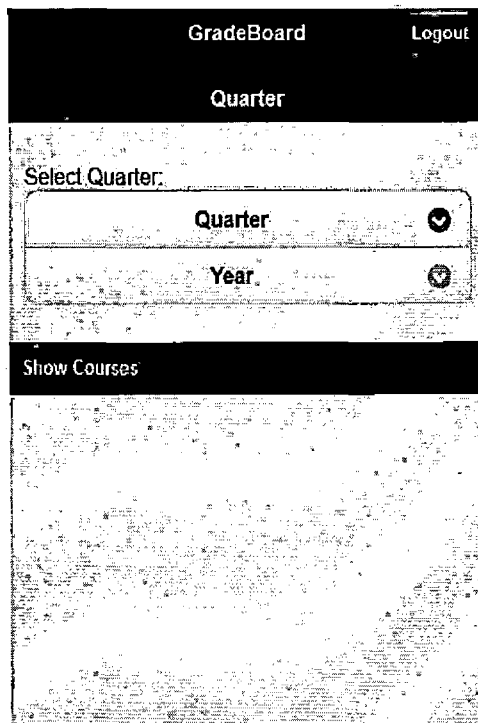 GradeBoard Logout
Quarter
Select Quarter:
Quarter
Year
Show Courses